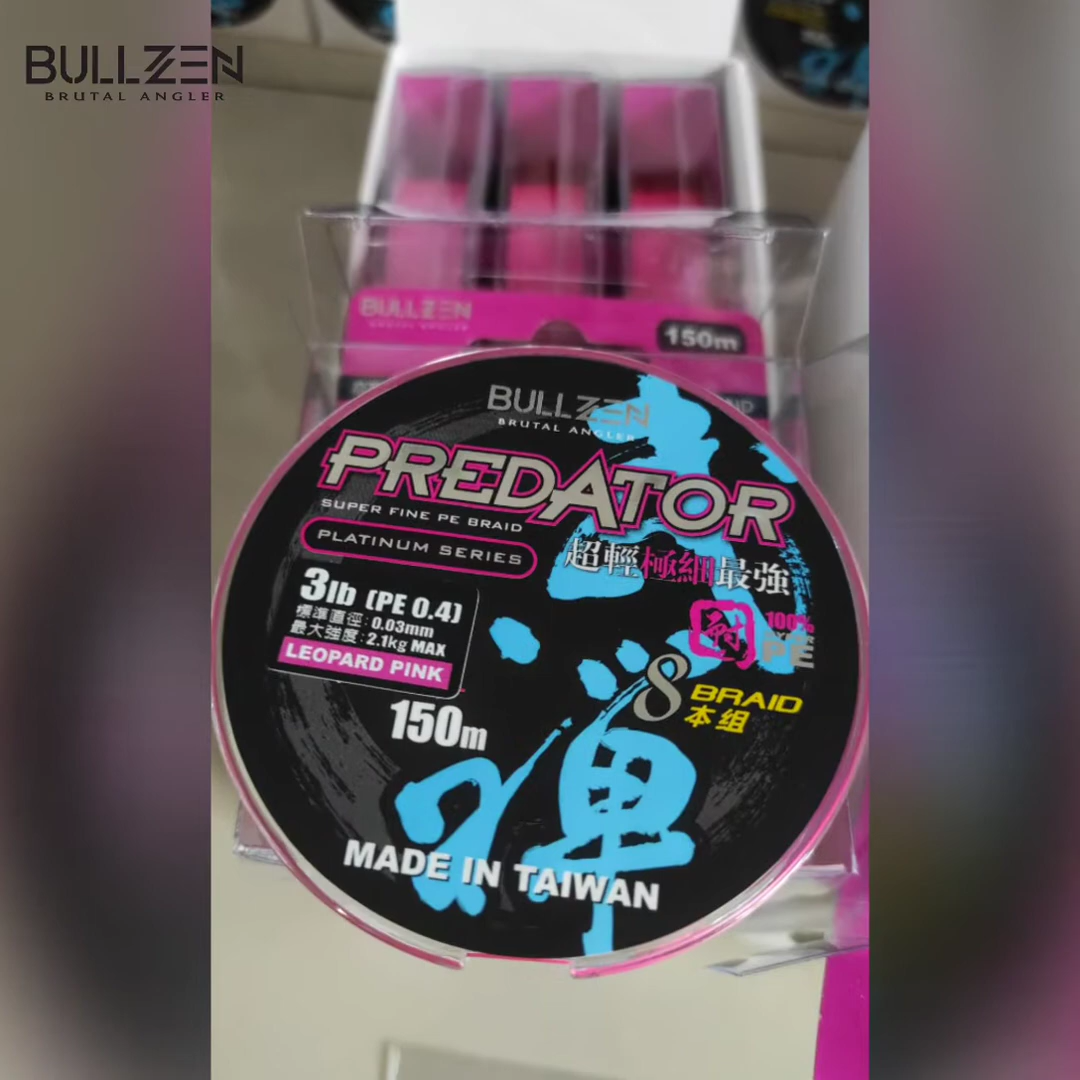 BULLZEN
BRUTAL ANGLER
BULLZEN
BRUTAL ANGLER
150m
BULLZEN
BRUTAL ANGLER
PREDATOR
SUPER FINE PE BRAID
PLATINUM SERIES
超輕極細最強
3lb (PE 0.4)
標準直徑:0.03mm
最大強度:2.1kg MAX
LEOPARD PINK
耐
100%
PE
8 BRAID
本组
150m
MADE IN TAIWAN